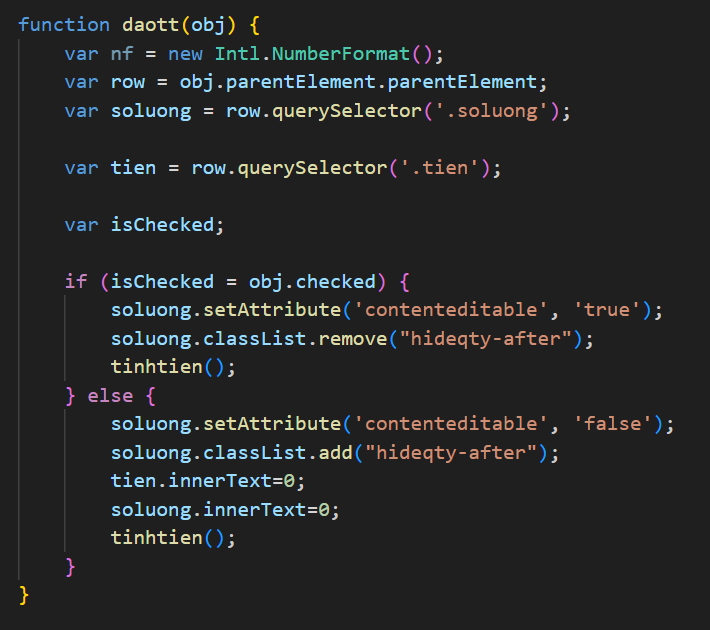 function daott(obj) {
    var nf = new Intl.NumberFormat();
    var row = obj.parentElement.parentElement;
    var soluong = row.querySelector('.soluong');

    var tien = row.querySelector('.tien');

    var isChecked;

    if (isChecked = obj.checked) {
        soluong.setAttribute('contenteditable', 'true');
        soluong.classList.remove("hideqty-after");
        tinhtien();
    } else {
        soluong.setAttribute('contenteditable', 'false');
        soluong.classList.add("hideqty-after");
        tien.innerText=0;
        soluong.innerText=0;
        tinhtien();
    }
}